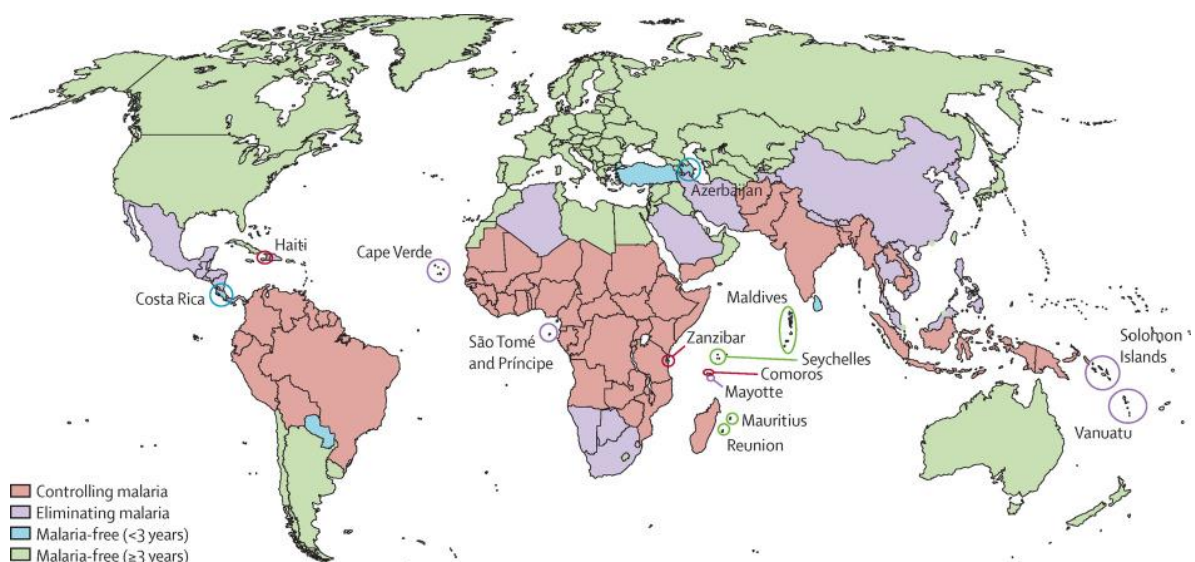 Azerbaijan
Haiti
Cape Verde
Costa Rica
Maldives
São Tomé
and Príncipe
Zanzibar
Seychelles
Comoros
Mayotte
Solomon
Islands
Mauritius
Reunion
Vanuatu
Controlling malaria
Eliminating malaria
Malaria-free (<3 years)
Malaria-free (≥3 years)